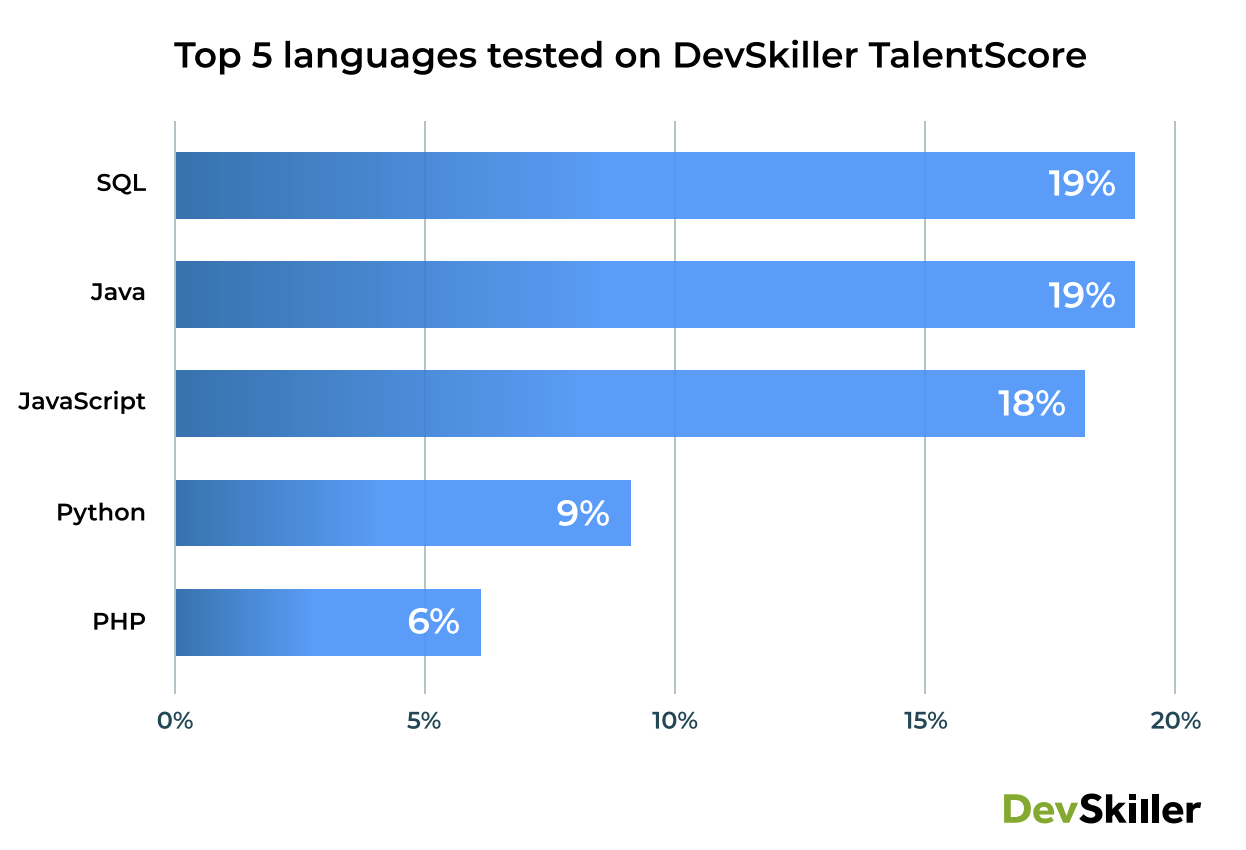 Top 5 languages tested on DevSkiller TalentScore
SQL
19%
Java
19%
JavaScript
18%
Python
9%
PHP
6%
0%
5%
10%
15%
20%
DevSkiller